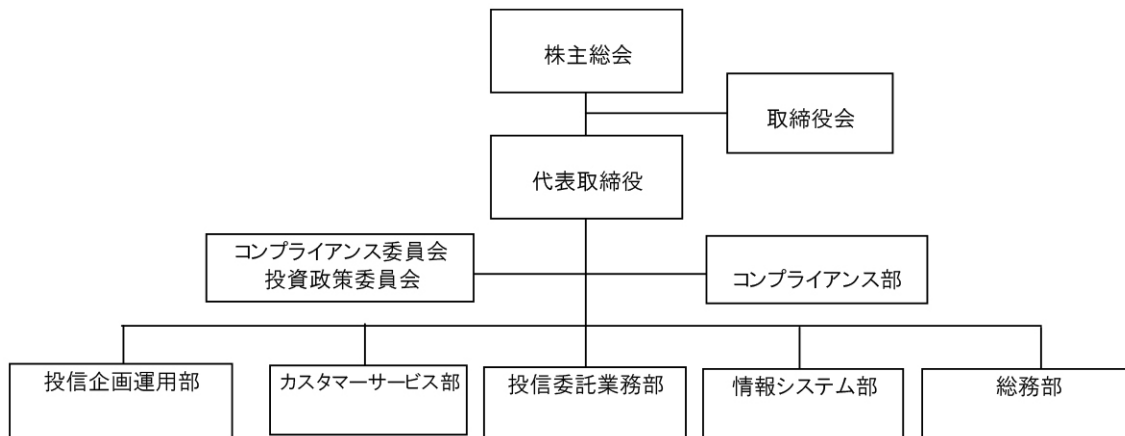 株主総会
取締役会
代表取締役
コンプライアンス委員会
投資政策委員会
コンプライアンス部
投信企画運用部
カスタマーサービス部
投信委託業務部
情報システム部
総務部